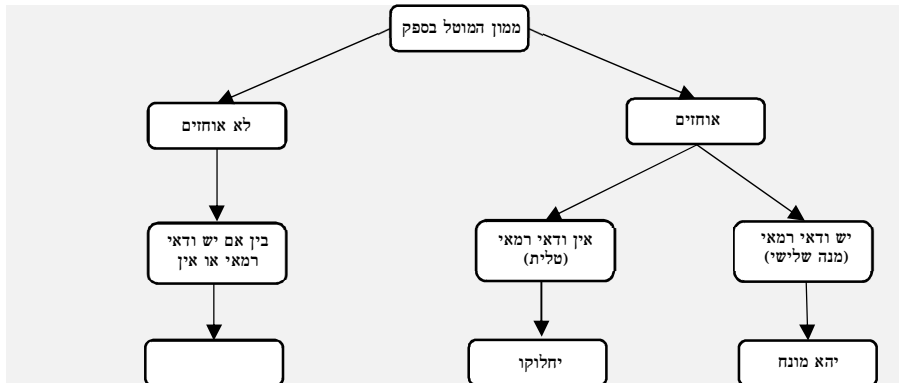 ממון המוטל בספק
אוחזים
לא אוחזים
יש ודאי רמאי
(מנה שלישי)
אין ודאי רמאי
(טלית)
בין אם יש ודאי
רמאי או אין
יהא מונח
יחלוקו